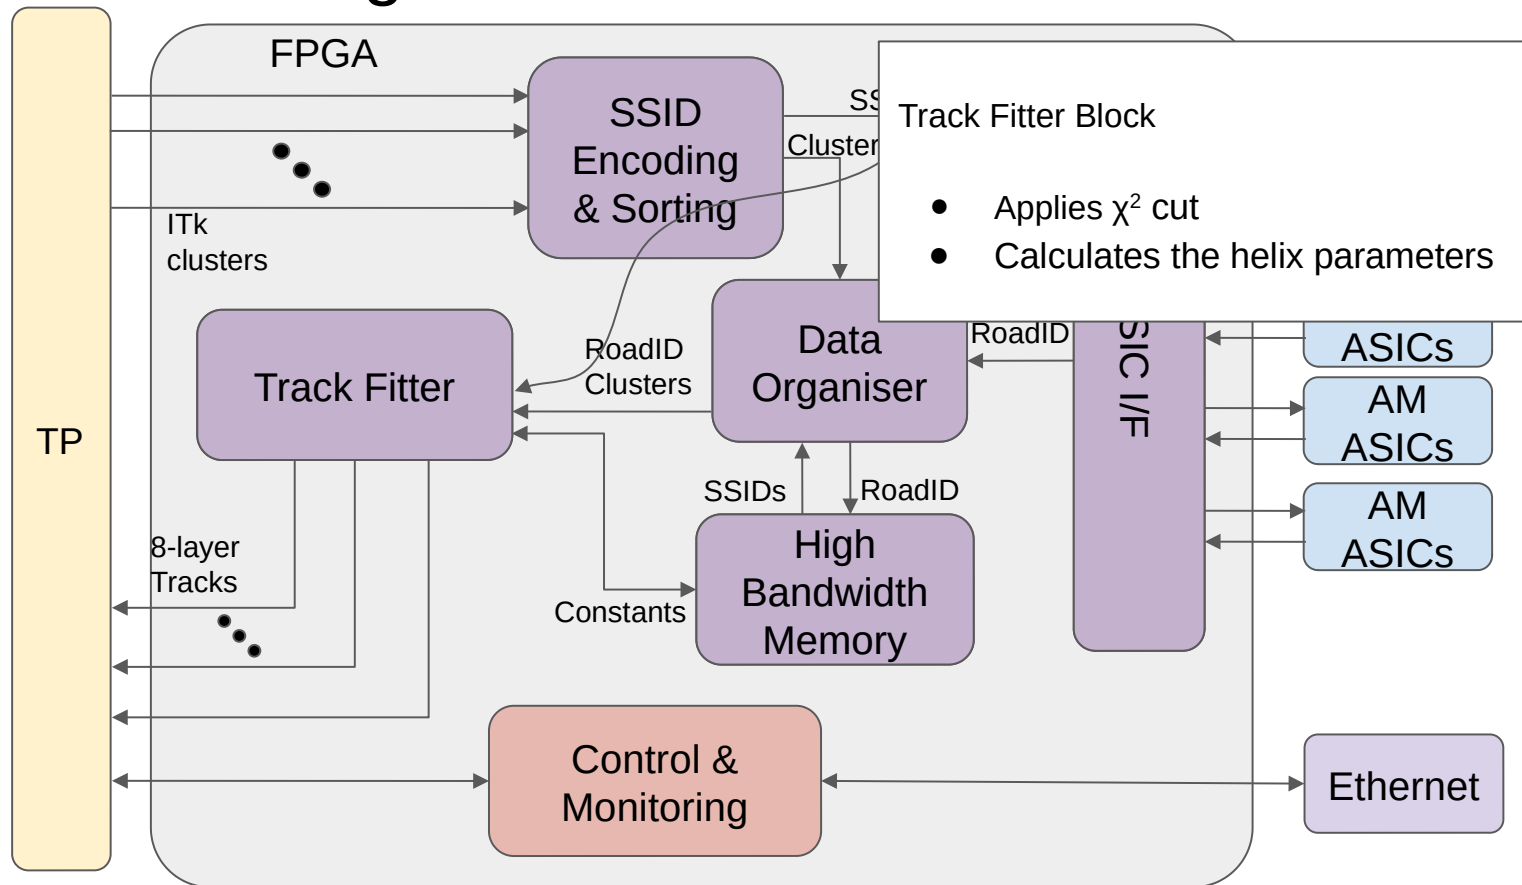 FPGA
SSID
Encoding
& Sorting
SS
Cluster
Track Fitter Block
● Applies χ² cut
● Calculates the helix parameters
ITk
clusters
TP
Track Fitter
RoadID
Clusters
Data
Organiser
RoadID
SIC I/F
ASICs
AM
ASICs
AM
ASICs
SSIDs
RoadID
High
Bandwidth
Memory
Constants
8-layer
Tracks
Control &
Monitoring
Ethernet